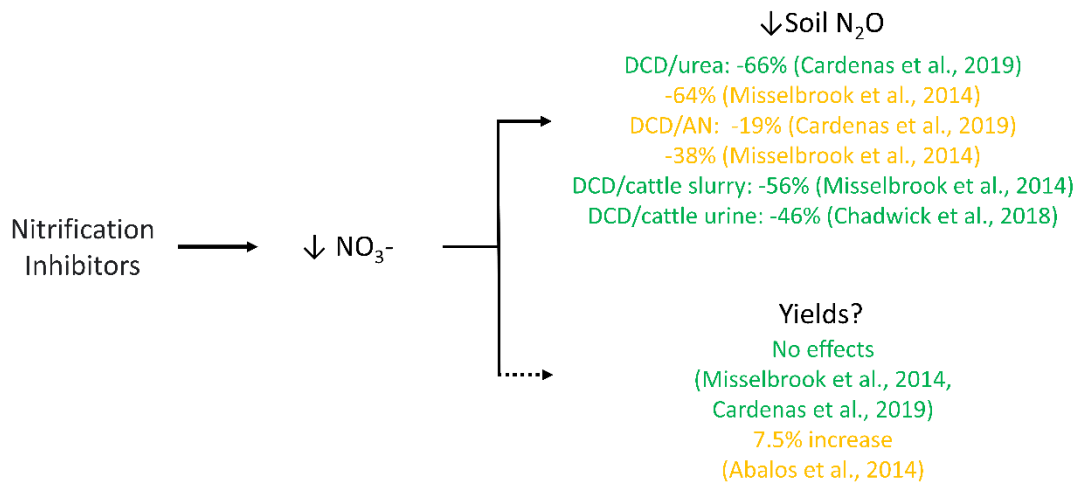 ↓Soil N₂O
DCD/urea: -66% (Cardenas et al., 2019)
-64% (Misselbrook et al., 2014)
DCD/AN: -19% (Cardenas et al., 2019)
-38% (Misselbrook et al., 2014)
DCD/cattle slurry: -56% (Misselbrook et al., 2014)
DCD/cattle urine: -46% (Chadwick et al., 2018)
Nitrification
Inhibitors
↓ NO₃-
Yields?
No effects
(Misselbrook et al., 2014,
Cardenas et al., 2019)
7.5% increase
(Abalos et al., 2014)